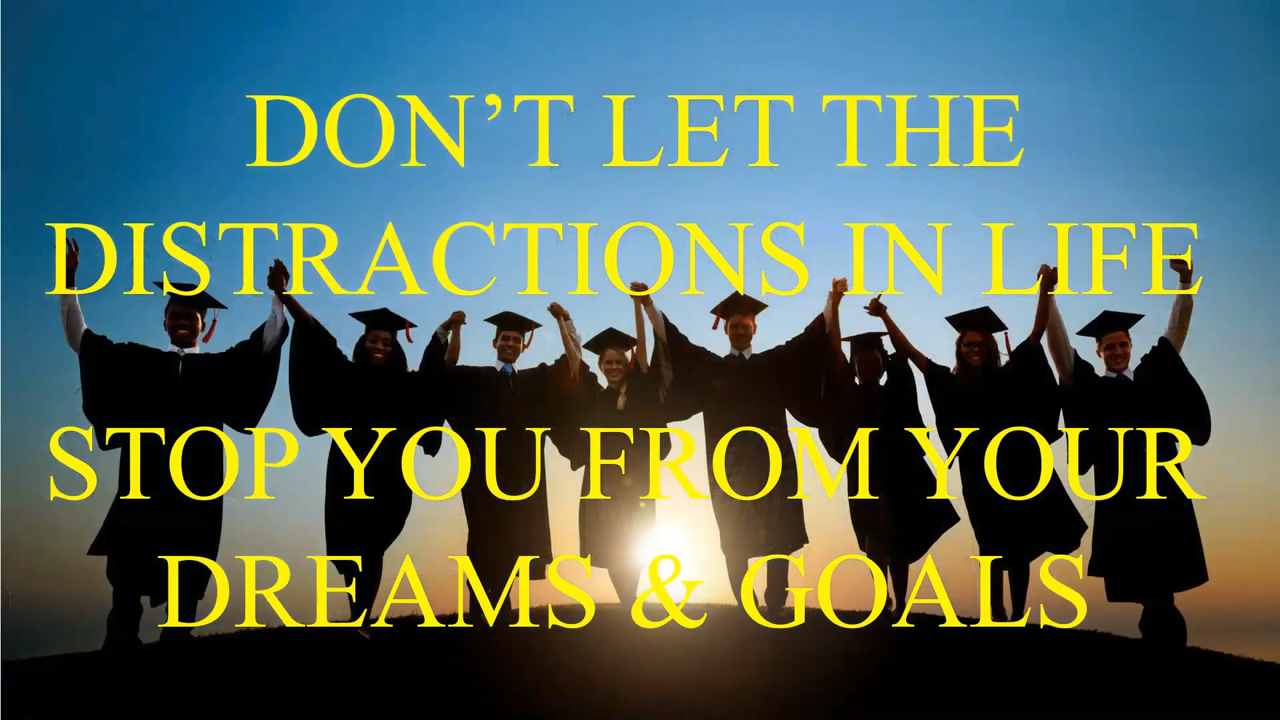 DON’T LET THE
DISTRACTIONS IN LIFE
STOP YOU FROM YOUR
DREAMS & GOALS